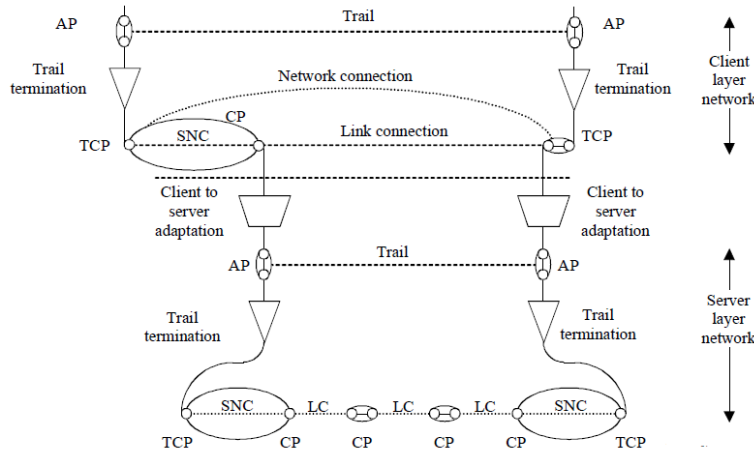 AP
Trail
AP
Trail
termination
Network connection
Trail
termination
Client
layer
network
CP
TCP
SNC
Link connection
TCP
Client to
server
adaptation
Client to
server
adaptation
AP
Trail
AP
Trail
termination
Trail
termination
Server
layer
network
SNC
LC
LC
LC
SNC
TCP
CP
CP
CP
CP
TCP